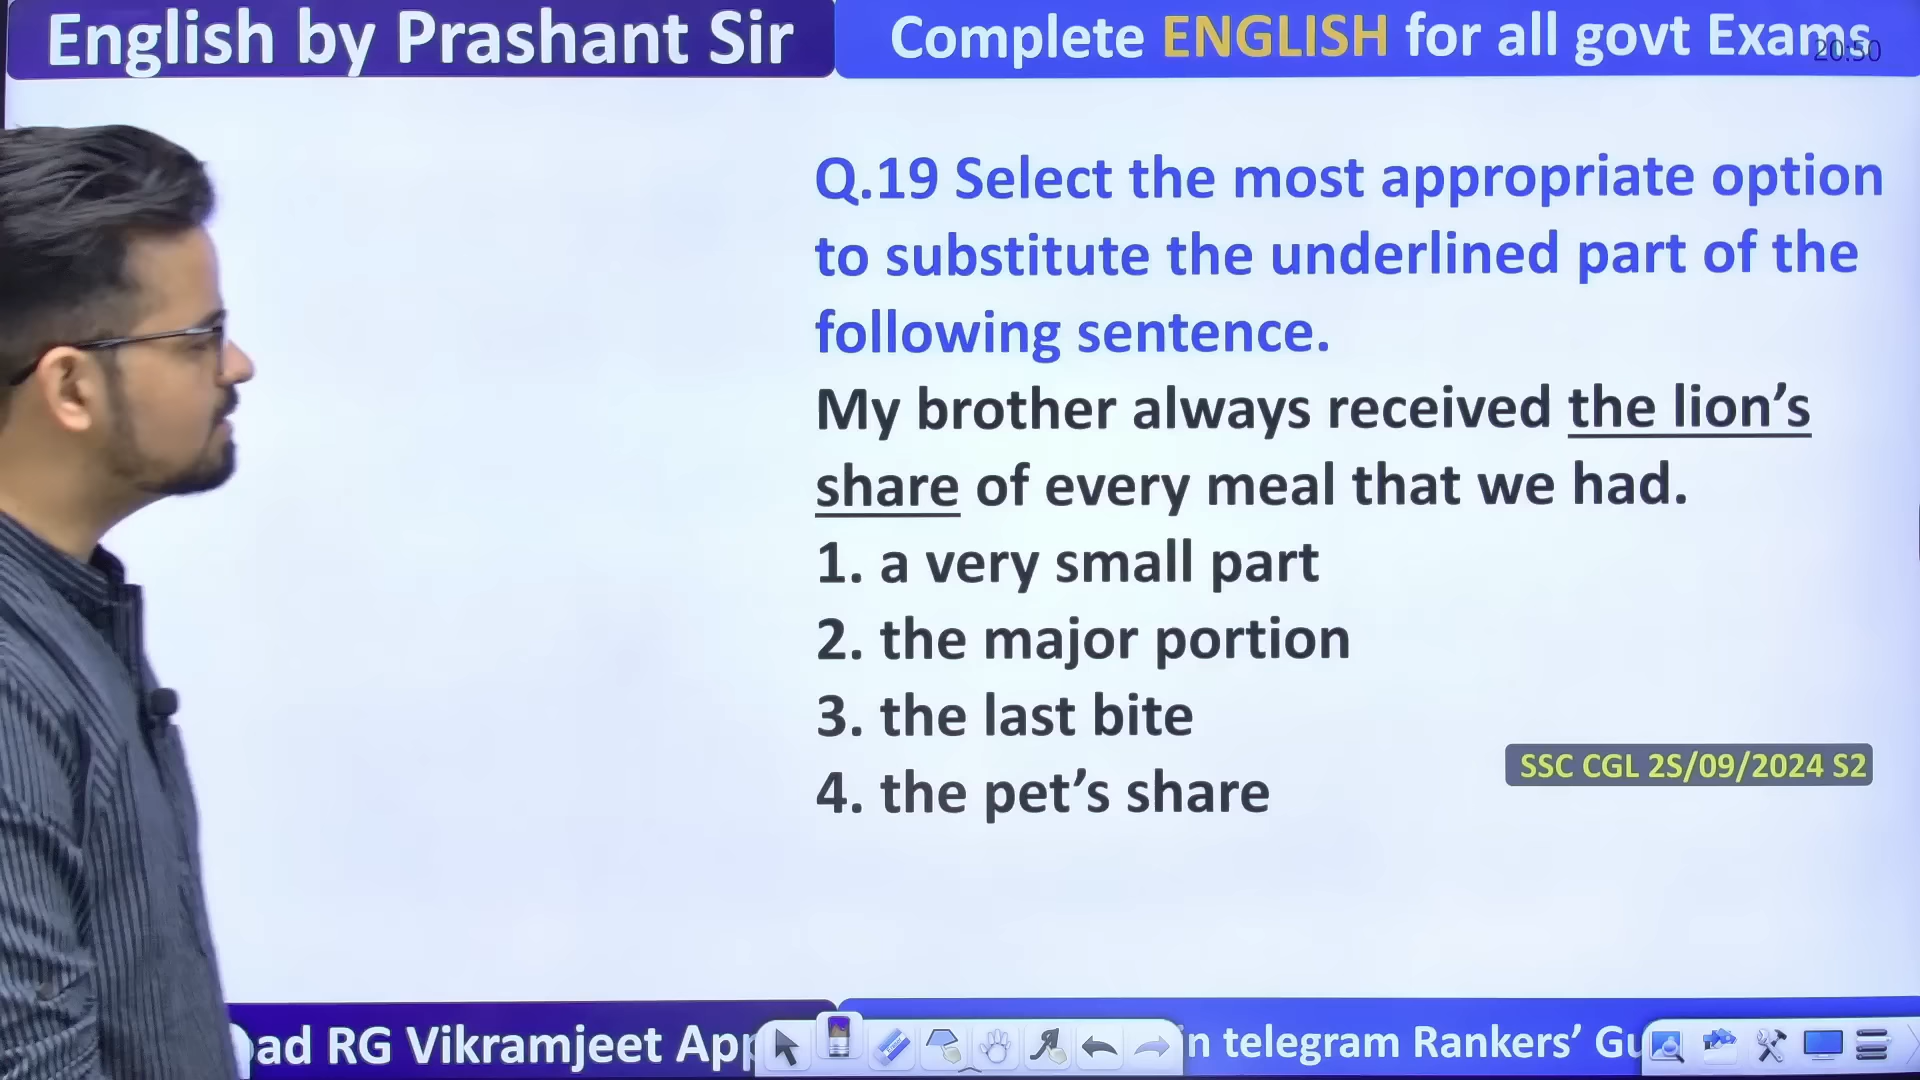 English by Prashant Sir
Complete ENGLISH for all govt Exams
20:50
Q.19 Select the most appropriate option
to substitute the underlined part of the
following sentence.
My brother always received the lion's
share of every meal that we had.
1. a very small part
2. the major portion
3. the last bite
4. the pet's share
SSC CGL 2S/09/2024 S2
RG Vikramjeet App
in telegram Rankers' Gu